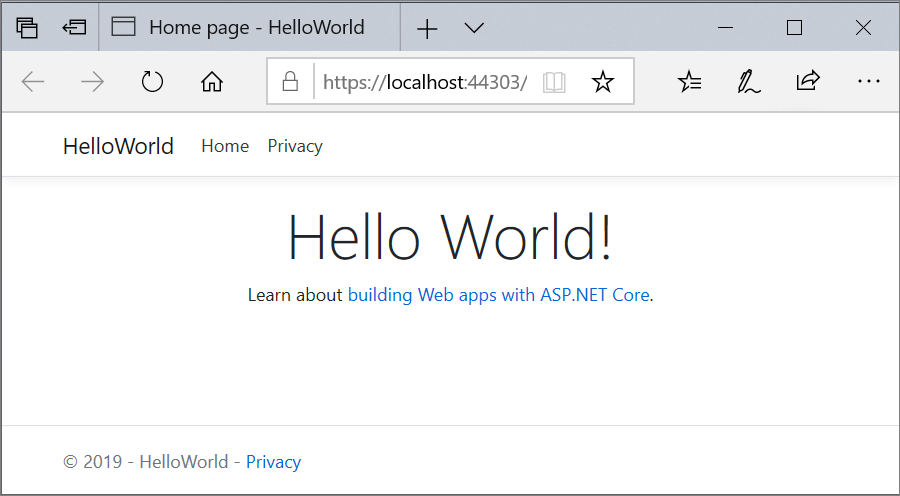 Home page - HelloWorld
https://localhost:44303/
HelloWorld Home Privacy
Hello World!
Learn about building Web apps with ASP.NET Core.
© 2019 - HelloWorld - Privacy